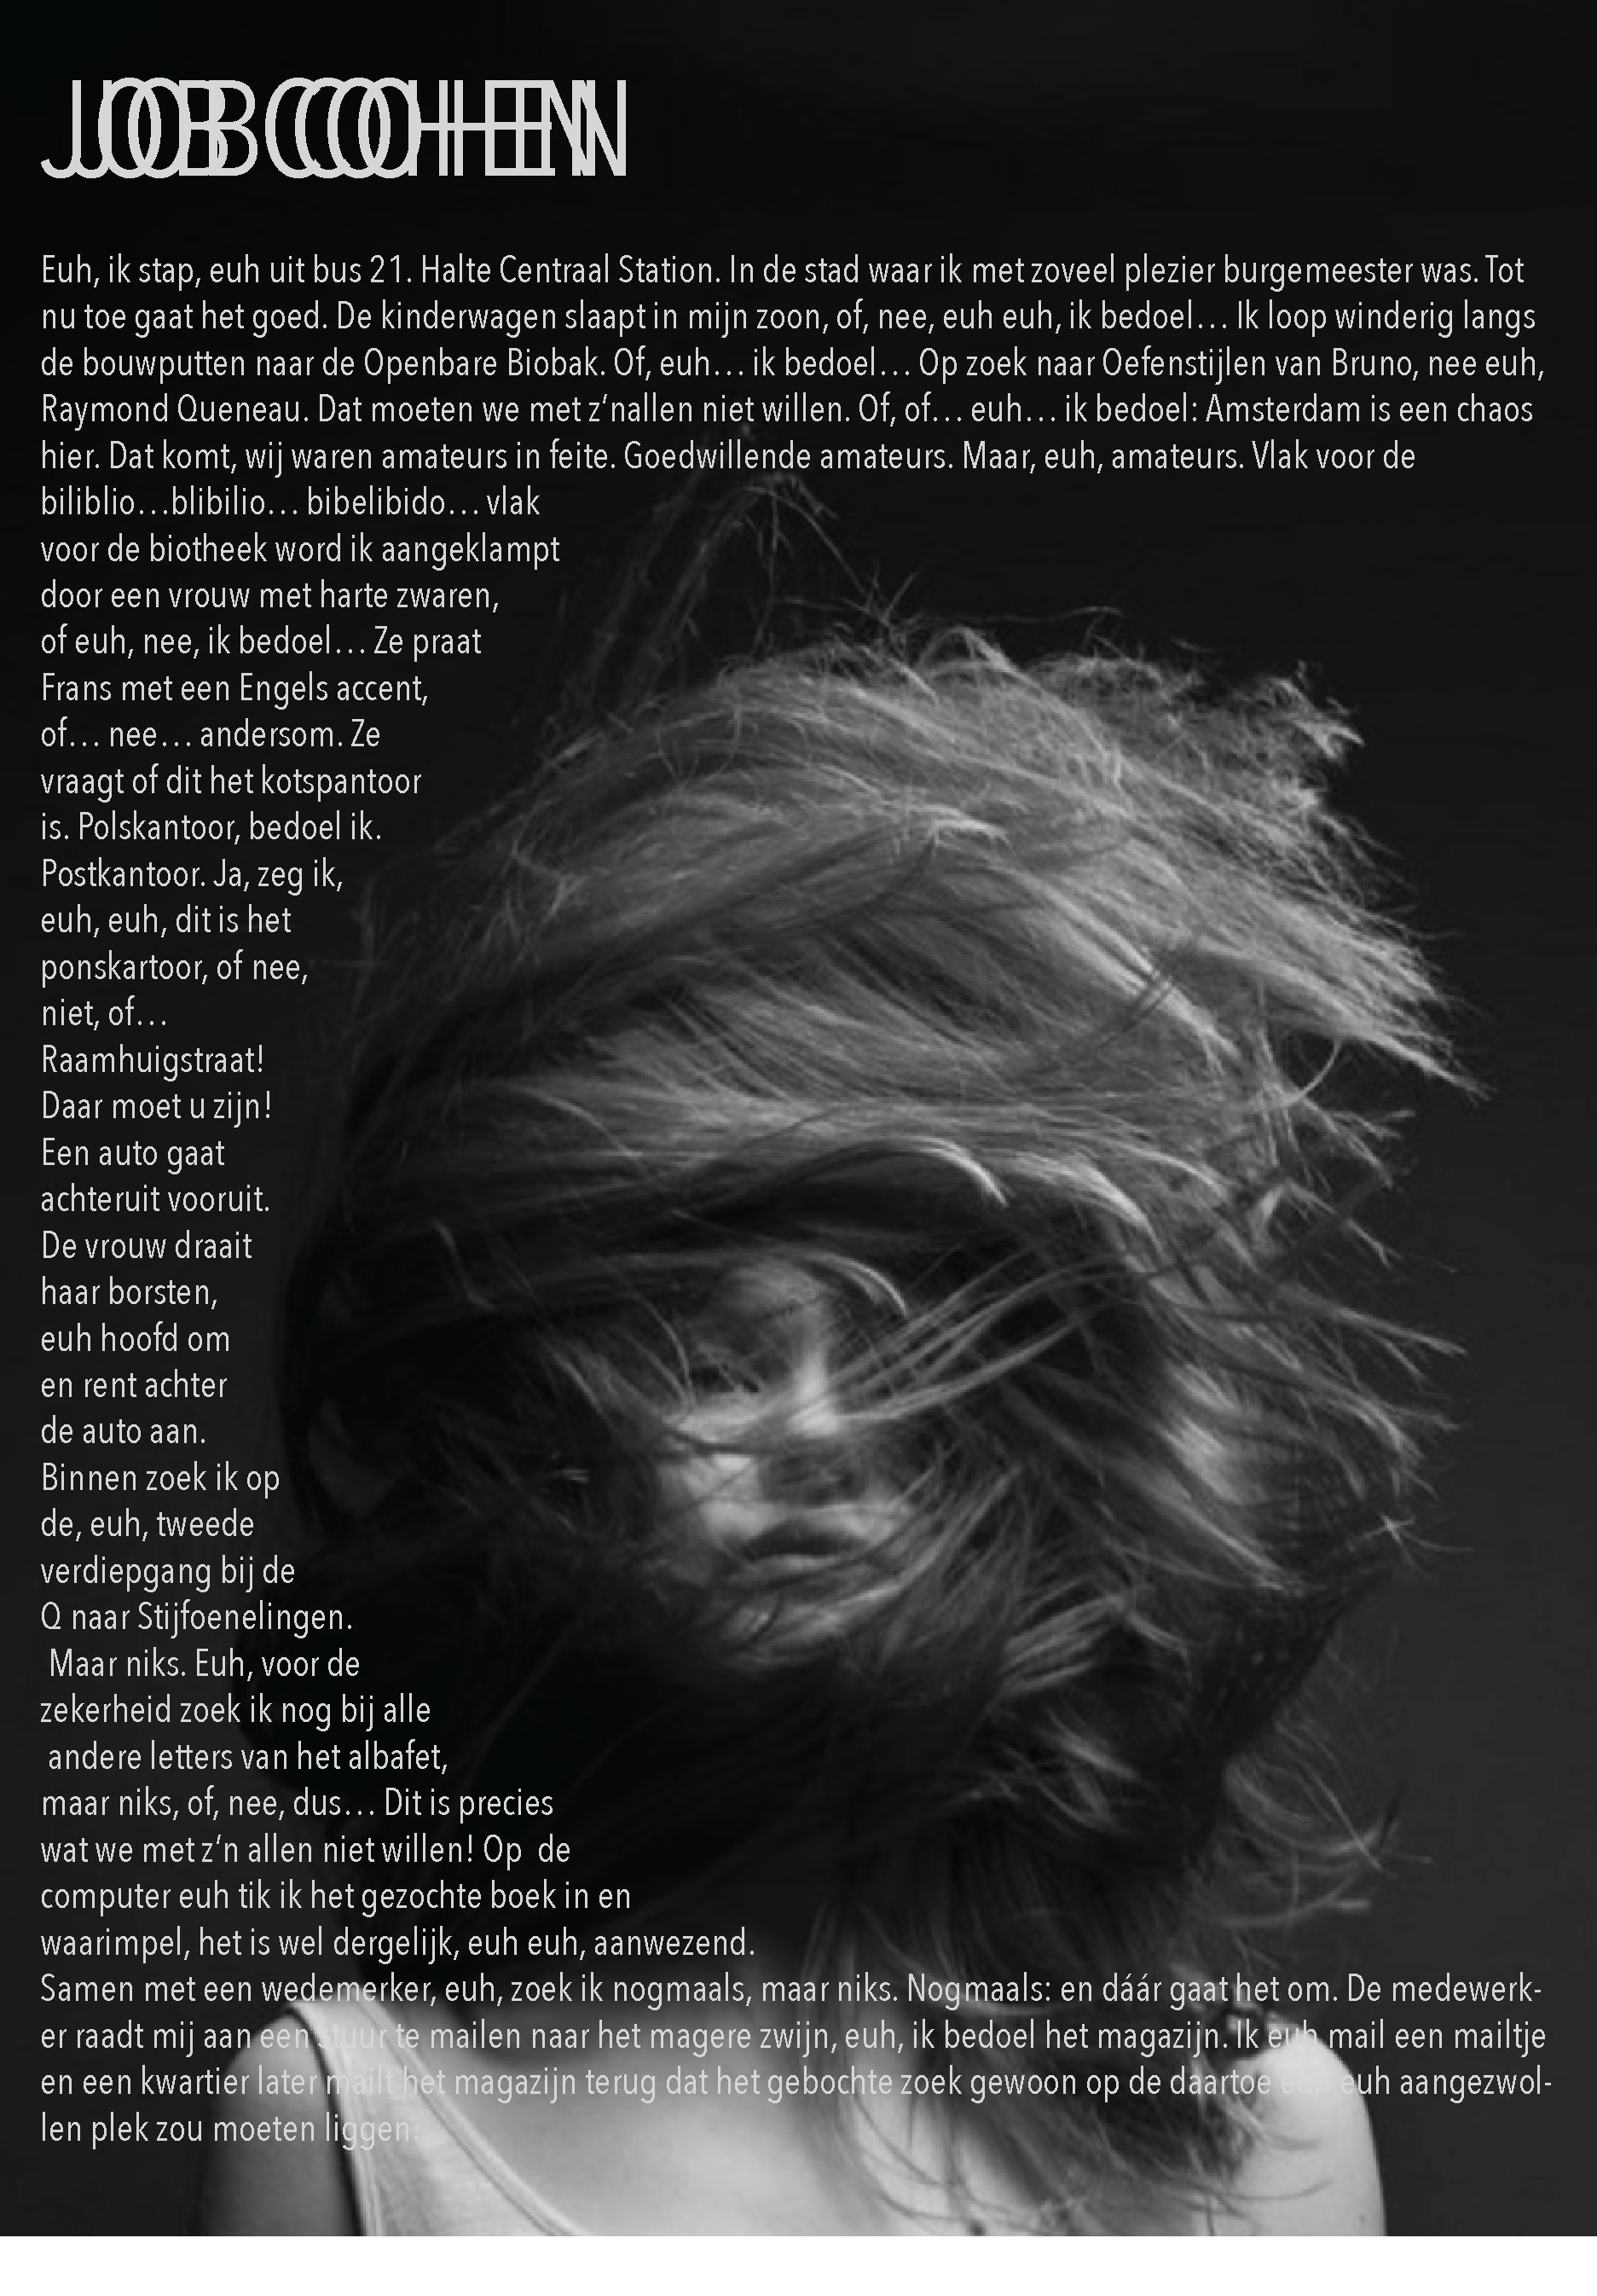 JOB COHEN
Euh, ik stap, euh uit bus 21. Halte Centraal Station. In de stad waar ik met zoveel plezier burgemeester was. Tot
nu toe gaat het goed. De kinderwagen slaapt in mijn zoon, of, nee, euh euh, ik bedoel… Ik loop winderig langs
de bouwputten naar de Openbare Biobak. Of, euh… ik bedoel… Op zoek naar Oefenstijlen van Bruno, nee euh,
Raymond Queneau. Dat moeten we met z’nallen niet willen. Of, of… euh… ik bedoel: Amsterdam is een chaos
hier. Dat komt, wij waren amateurs in feite. Goedwillende amateurs. Maar, euh, amateurs. Vlak voor de
biliblio…blibilio… bibelibido… vlak
voor de biotheek word ik aangeklampt
door een vrouw met harte zwaren,
of euh, nee, ik bedoel… Ze praat
Frans met een Engels accent,
of… nee… andersom. Ze
vraagt of dit het kotspantoor
is. Polskantoor, bedoel ik.
Postkantoor. Ja, zeg ik,
euh, euh, dit is het
ponskartoor, of nee,
niet, of…
Raamhuigstraat!
Daar moet u zijn!
Een auto gaat
achteruit vooruit.
De vrouw draait
haar borsten,
euh hoofd om
en rent achter
de auto aan.
Binnen zoek ik op
de, euh, tweede
verdiepgang bij de
Q naar Stijfoenelingen.
Maar niks. Euh, voor de
zekerheid zoek ik nog bij alle
andere letters van het albafet,
maar niks, of, nee, dus… Dit is precies
wat we met z’n allen niet willen! Op de
computer euh tik ik het gezochte boek in en
waarimpel, het is wel dergelijk, euh euh, aanwezend.
Samen met een wedemerker, euh, zoek ik nogmaals, maar niks. Nogmaals: en dáár gaat het om. De medewerk-
er raadt mij aan een stuur te mailen naar het magere zwijn, euh, ik bedoel het magazijn. Ik euh mail een mailtje
en een kwartier later mailt het magazijn terug dat het gebochte zoek gewoon op de daartoe euh euh aangezwol-
len plek zou moeten liggen.